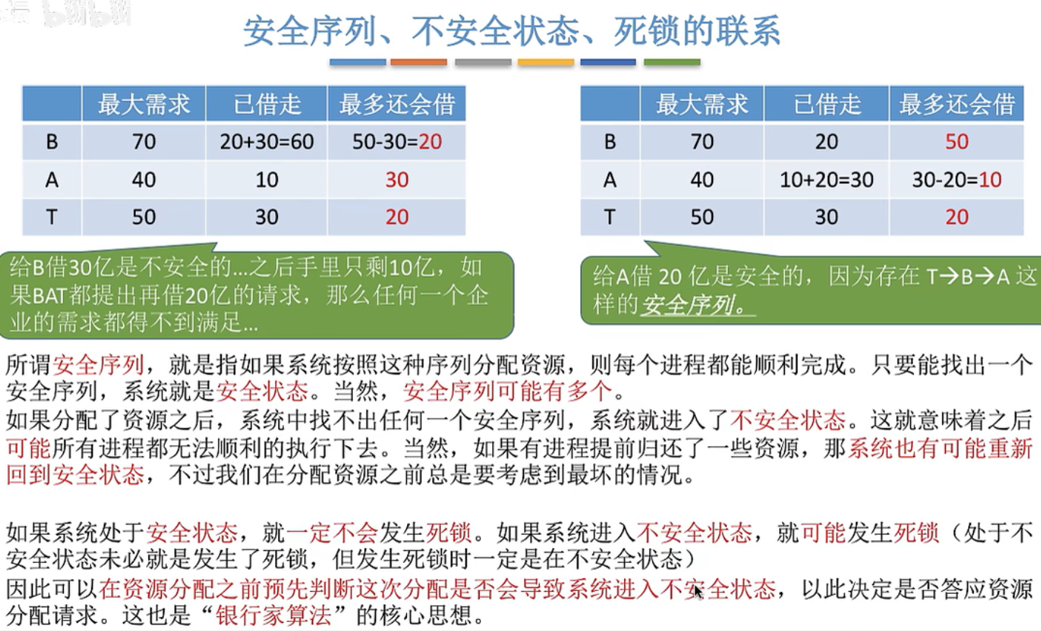 安全序列、不安全状态、死锁的联系
最大需求 已借走 最多还会借
B 70 20+30=60 50-30=20
A 40 10 30
T 50 30 20
给B借30亿是不安全的...之后手里只剩10亿，如
果BAT都提出再借20亿的请求，那么任何一个企
业的需求都得不到满足...
最大需求 已借走 最多还会借
B 70 20 50
A 40 10+20=30 30-20=10
T 50 30 20
给A借 20 亿是安全的，因为存在 T→B→A 这
样的安全序列。
所谓安全序列，就是指如果系统按照这种序列分配资源，则每个进程都能顺利完成。只要能找出一个
安全序列，系统就是安全状态。当然，安全序列可能有多个。
如果分配了资源之后，系统中找不出任何一个安全序列，系统就进入了不安全状态。这就意味着之后
可能所有进程都无法顺利的执行下去。当然，如果有进程提前归还了一些资源，那系统也有可能重新
回到安全状态，不过我们在分配资源之前总是要考虑到最坏的情况。
如果系统处于安全状态，就一定不会发生死锁。如果系统进入不安全状态，就可能发生死锁（处于不
安全状态未必就是发生了死锁，但发生死锁时一定是在不安全状态）
因此可以在资源分配之前预先判断这次分配是否会导致系统进入不安全状态，以此决定是否答应资源
分配请求。这也是“银行家算法”的核心思想。